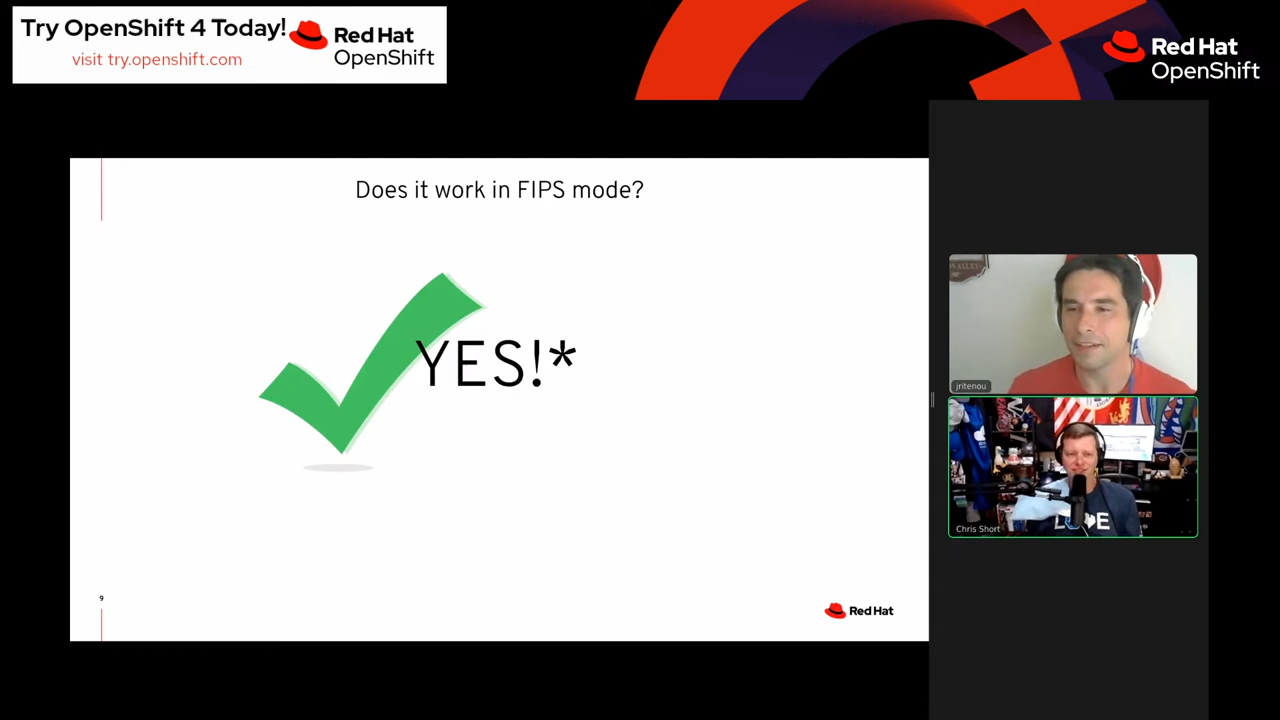 Try OpenShift 4 Today!
visit try.openshift.com
Red Hat
OpenShift
Red Hat
OpenShift
Does it work in FIPS mode?
YES!*
jritenou
Chris Short
9
Red Hat